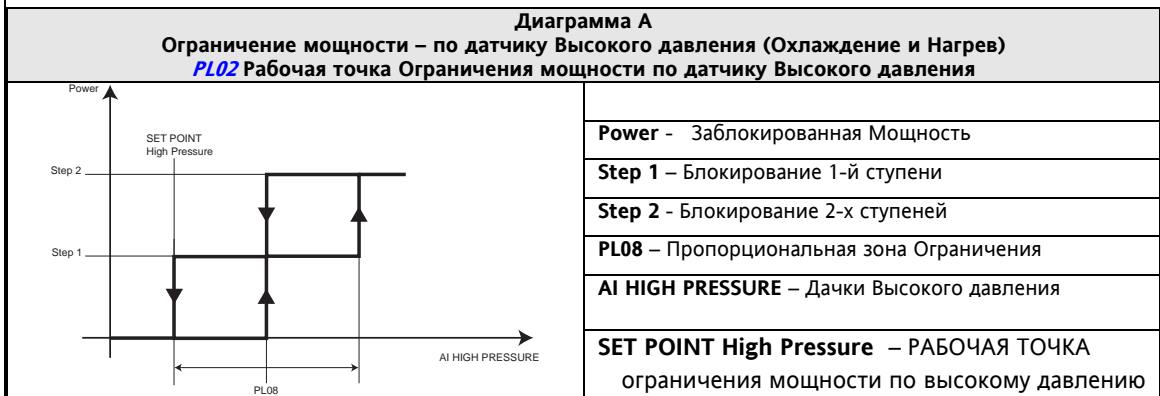 Диаграмма А
Ограничение мощности – по датчику Высокого давления (Охлаждение и Нагрев)
PL02 Рабочая точка Ограничения мощности по датчику Высокого давления
Power
SET POINT
High Pressure
Step 2
Step 1
AI HIGH PRESSURE
PL08
Power - Заблокированная Мощность
Step 1 – Блокирование 1-й ступени
Step 2 - Блокирование 2-х ступеней
PL08 – Пропорциональная зона Ограничения
AI HIGH PRESSURE – Дачки Высокого давления
SET POINT High Pressure – РАБОЧАЯ ТОЧКА
ограничения мощности по высокому давлению